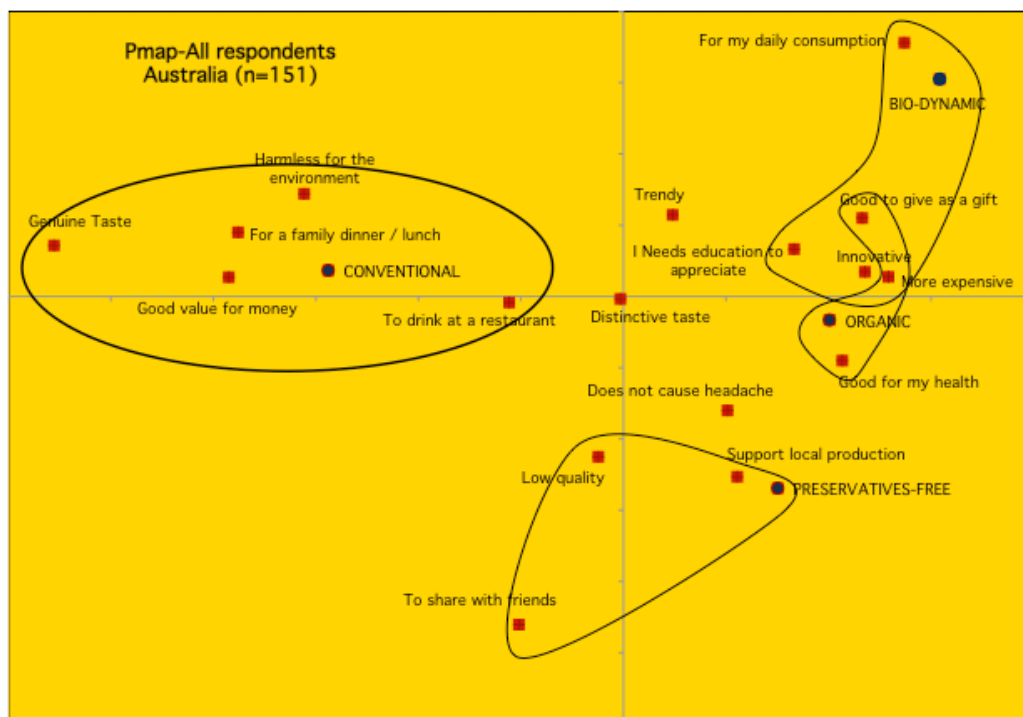 Pmap-All respondents
Australia (n=151)
For my daily consumption
BIO-DYNAMIC
Harmless for the
environment
Trendy
Good to give as a gift
Genuine Taste
For a family dinner / lunch
I Needs education to
appreciate
Innovative
CONVENTIONAL
More expensive
Good value for money
To drink at a restaurant
Distinctive taste
ORGANIC
Good for my health
Does not cause headache
Support local production
Low quality
PRESERVATIVES-FREE
To share with friends